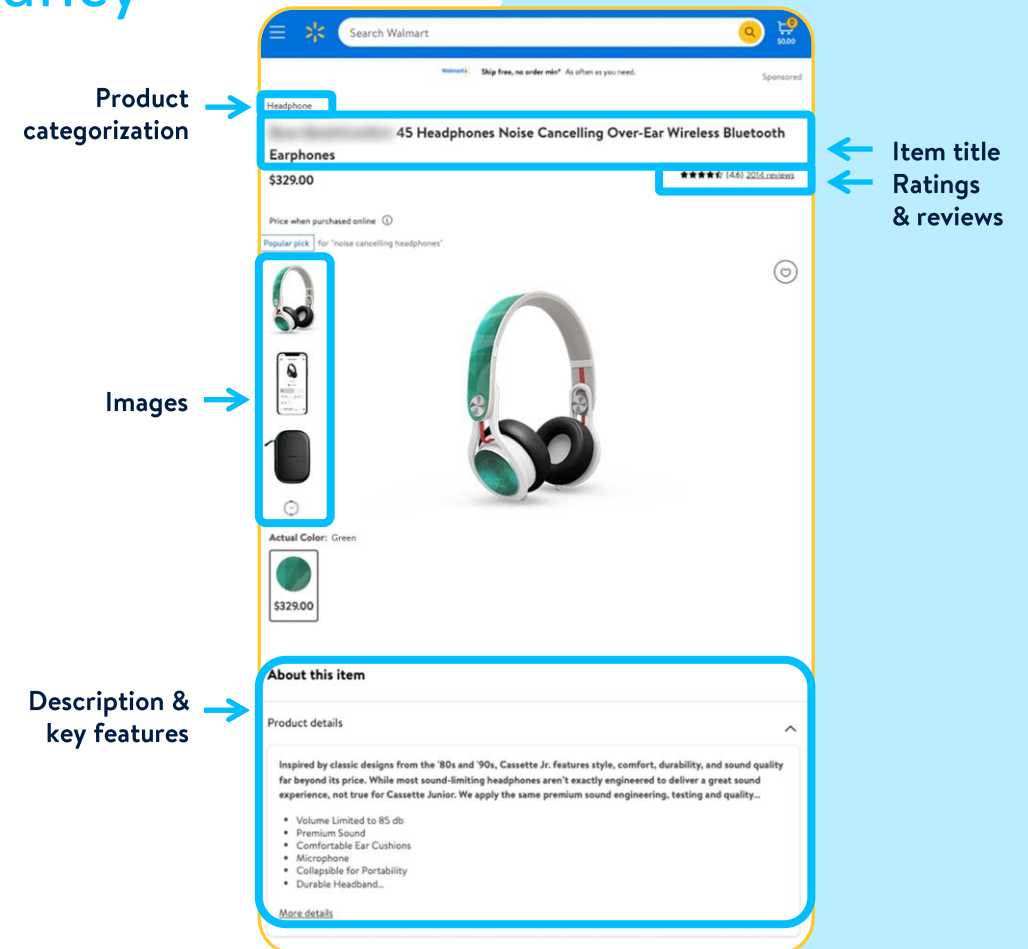 Search Walmart
0
$0.00
Ship free, no order min* As often as you need.
Sponsored
Product
categorization
Headphone
45 Headphones Noise Cancelling Over-Ear Wireless Bluetooth
Earphones
Item title
$329.00
(4.6) 2014 reviews
Ratings
& reviews
Price when purchased online
Popular pick for "noise cancelling headphones"
Images
Actual Color: Green
$329.00
About this item
Description &
key features
Product details
Inspired by classic designs from the '80s and '90s, Cassette Jr. features style, comfort, durability, and sound quality
far beyond its price. While most sound-limiting headphones aren't exactly engineered to deliver a great sound
experience, not true for Cassette Junior. We apply the same premium sound engineering, testing and quality...
• Volume Limited to 85 db
• Premium Sound
• Comfortable Ear Cushions
• Microphone
• Collapsible for Portability
• Durable Headband...
More details